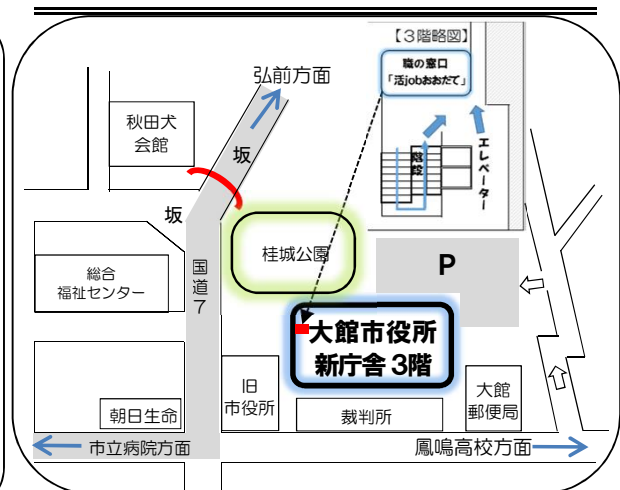 【３階略図】
職の窓口
「活jobおおだて」
階段
エレベーター
弘前方面
秋田犬
会館
坂
坂
桂城公園
総合
福祉センター
国道７
P
大館市役所
新庁舎 3階
旧
市役所
朝日生命
裁判所
大館
郵便局
市立病院方面
鳳鳴高校方面